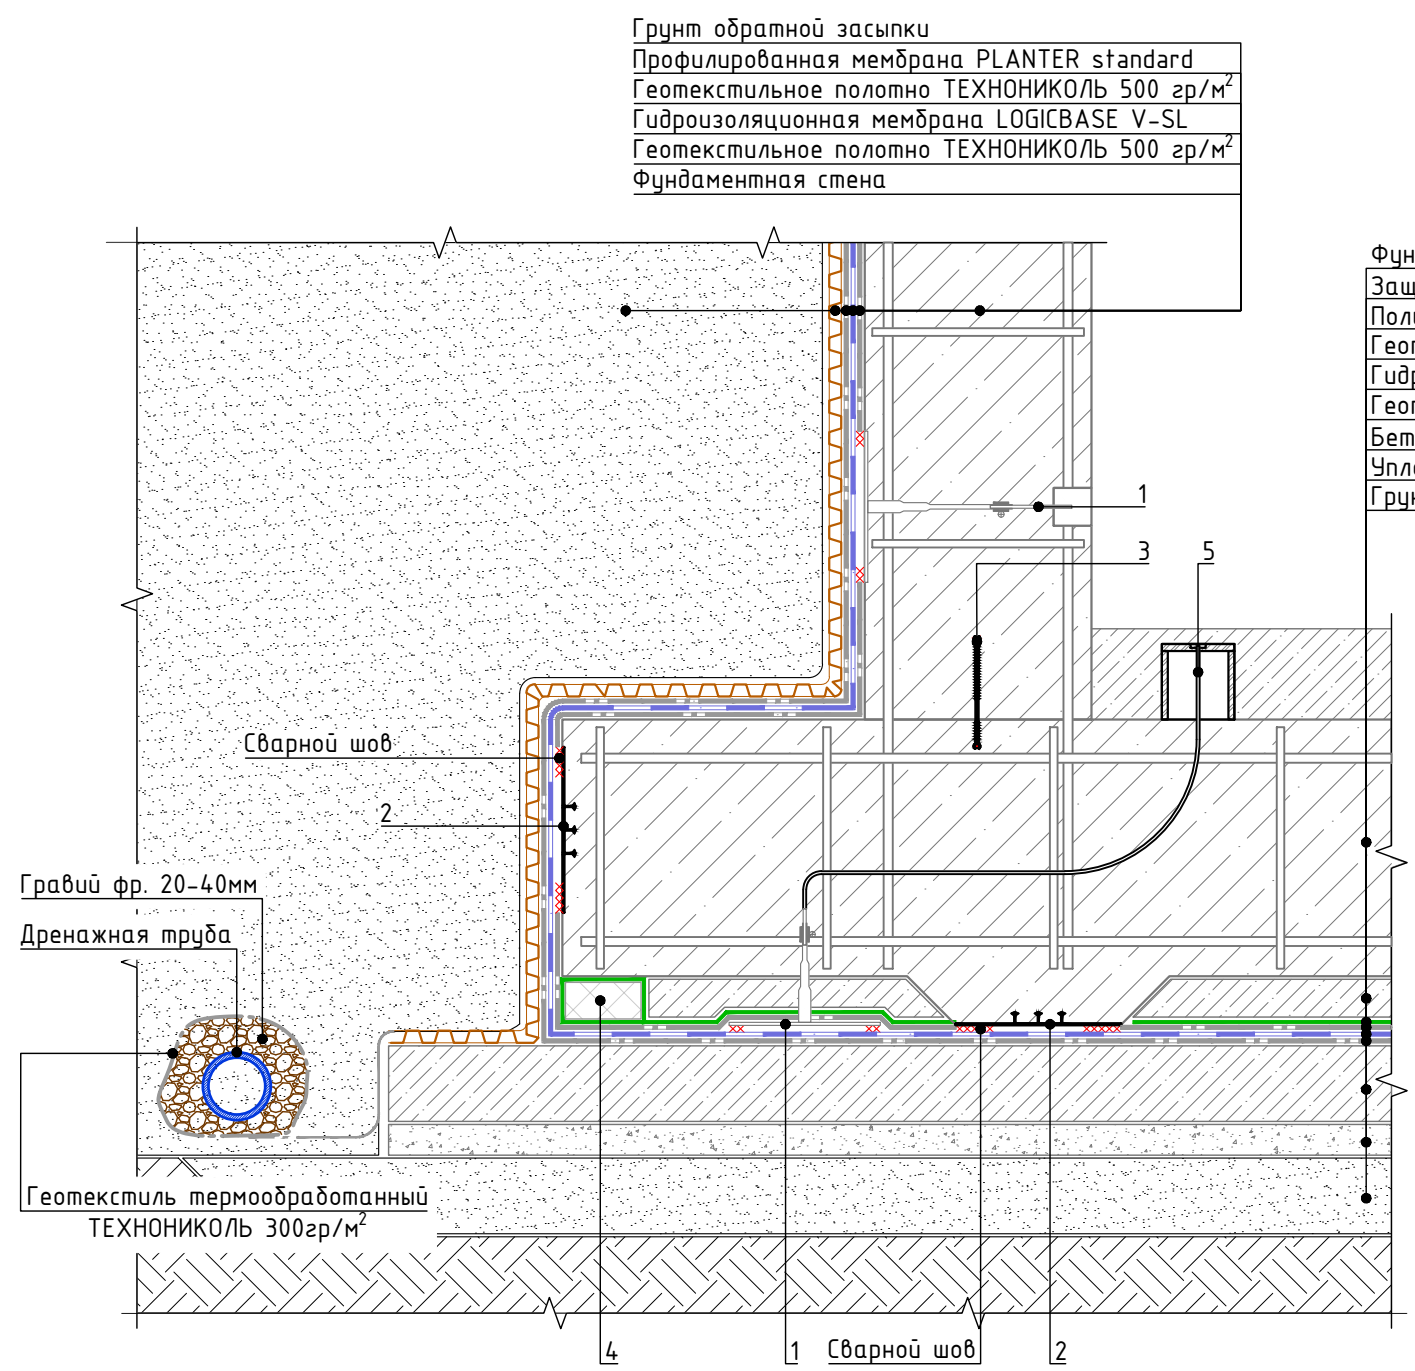 Грунт обратной засыпки
Профилированная мембрана PLANTER standard
Геотекстильное полотно ТЕХНОНИКОЛЬ 500 гр/м²
Гидроизоляционная мембрана LOGICBASE V-SL
Геотекстильное полотно ТЕХНОНИКОЛЬ 500 гр/м²
Фундаментная стена
1
3
5
Сварной шов
2
Гравий фр. 20-40мм
Дренажная труба
Геотекстиль термообработанный
ТЕХНОНИКОЛЬ 300гр/м²
4
1
Сварной шов
2